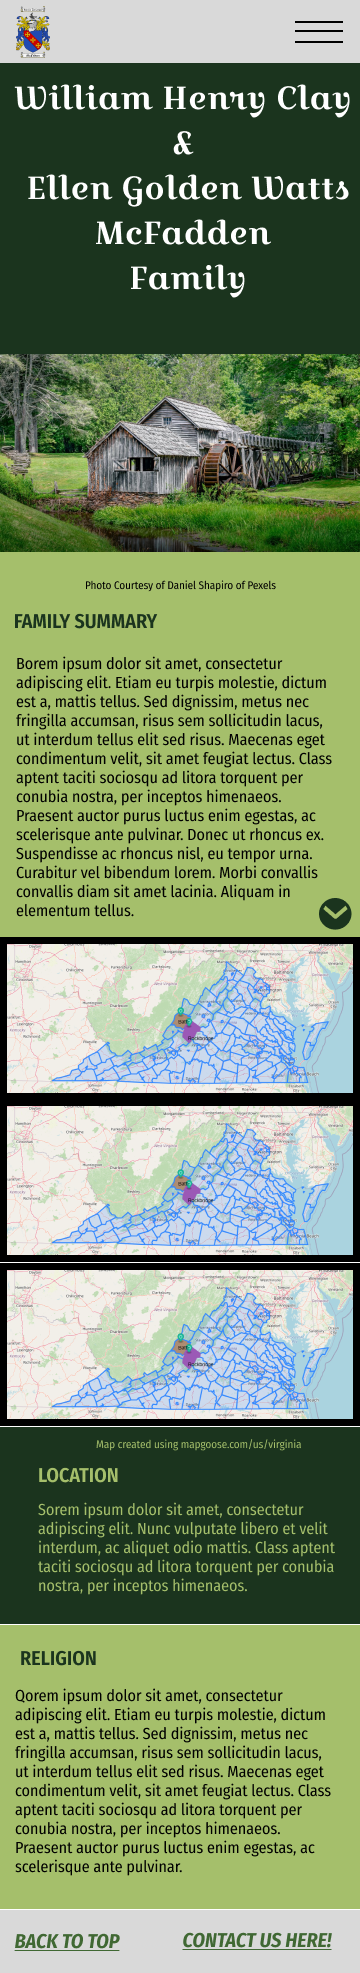 William Henry Clay
&
Ellen Golden Watts
McFadden
Family
Photo Courtesy of Daniel Shapiro of Pexels
FAMILY SUMMARY
Borem ipsum dolor sit amet, consectetur
adipiscing elit. Etiam eu turpis molestie, dictum
est a, mattis tellus. Sed dignissim, metus nec
fringilla accumsan, risus sem sollicitudin lacus,
ut interdum tellus elit sed risus. Maecenas eget
condimentum velit, sit amet feugiat lectus. Class
aptent taciti sociosqu ad litora torquent per
conubia nostra, per inceptos himenaeos.
Praesent auctor purus luctus enim egestas, ac
scelerisque ante pulvinar. Donec ut rhoncus ex.
Suspendisse ac rhoncus nisl, eu tempor urna.
Curabitur vel bibendum lorem. Morbi convallis
convallis diam sit amet lacinia. Aliquam in
elementum tellus.
Bath
Rockbridge
Bath
Rockbridge
Bath
Rockbridge
Map created using mapgoose.com/us/virginia
LOCATION
Sorem ipsum dolor sit amet, consectetur
adipiscing elit. Nunc vulputate libero et velit
interdum, ac aliquet odio mattis. Class aptent
taciti sociosqu ad litora torquent per conubia
nostra, per inceptos himenaeos.
RELIGION
Qorem ipsum dolor sit amet, consectetur
adipiscing elit. Etiam eu turpis molestie, dictum
est a, mattis tellus. Sed dignissim, metus nec
fringilla accumsan, risus sem sollicitudin lacus,
ut interdum tellus elit sed risus. Maecenas eget
condimentum velit, sit amet feugiat lectus. Class
aptent taciti sociosqu ad litora torquent per
conubia nostra, per inceptos himenaeos.
Praesent auctor purus luctus enim egestas, ac
scelerisque ante pulvinar.
BACK TO TOP
CONTACT US HERE!